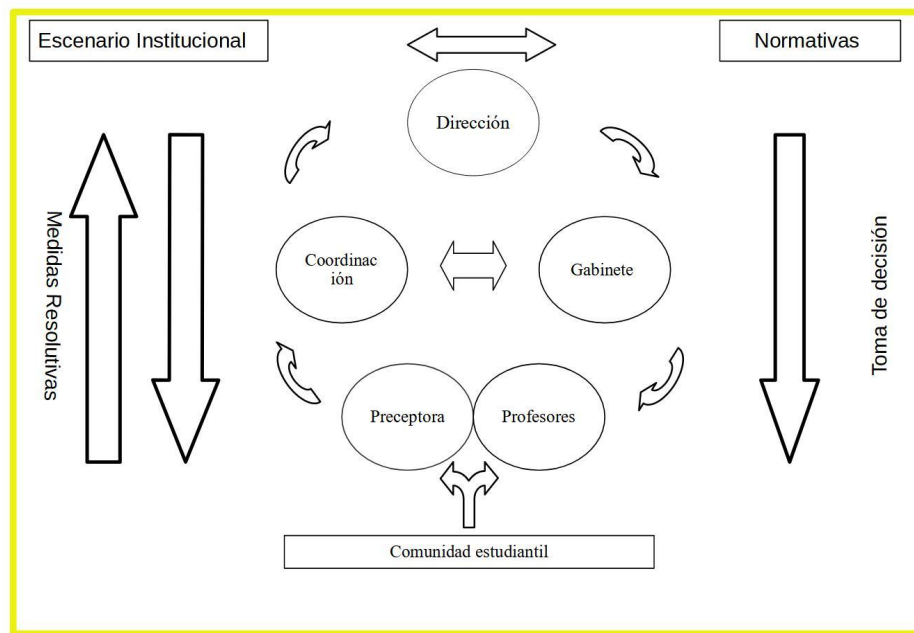 Escenario Institucional
Normativas
Dirección
Medidas Resolutivas
Toma de decisión
Coordinac
ión
Gabinete
Preceptora
Profesores
Comunidad estudiantil